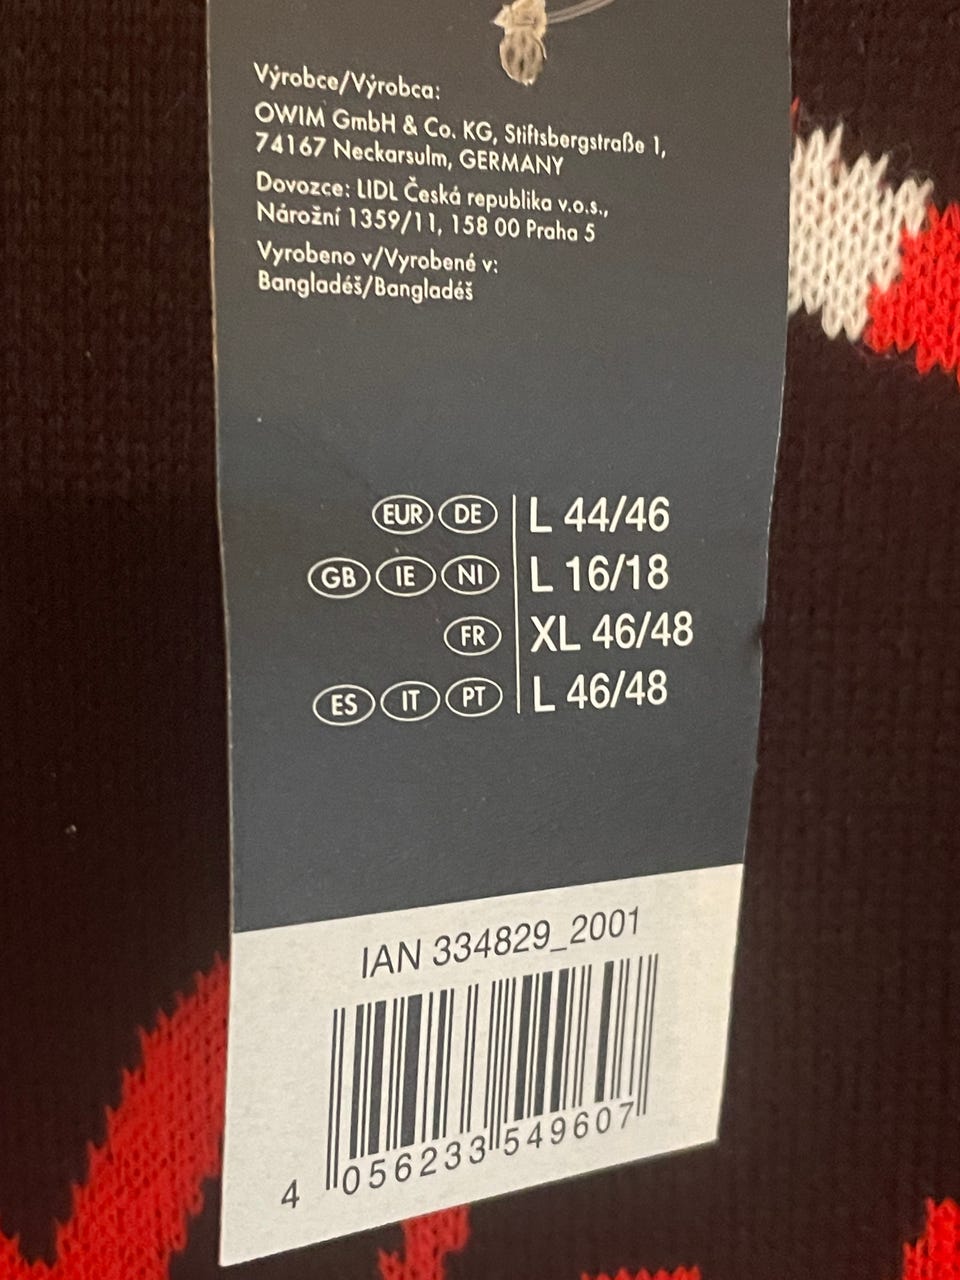 Výrobce/Výrobca:
OWIM GmbH & Co. KG, Stiftsbergstraße 1,
74167 Neckarsulm, GERMANY
Dovozce: LIDL Česká republika v.o.s.,
Nárožní 1359/11, 158 00 Praha 5
Vyrobeno v/Vyrobené v:
Bangladéš/Bangladéš
EUR DE L 44/46
GB IE NI L 16/18
FR XL 46/48
ES IT PT L 46/48
IAN 334829_2001
4 056233 549607